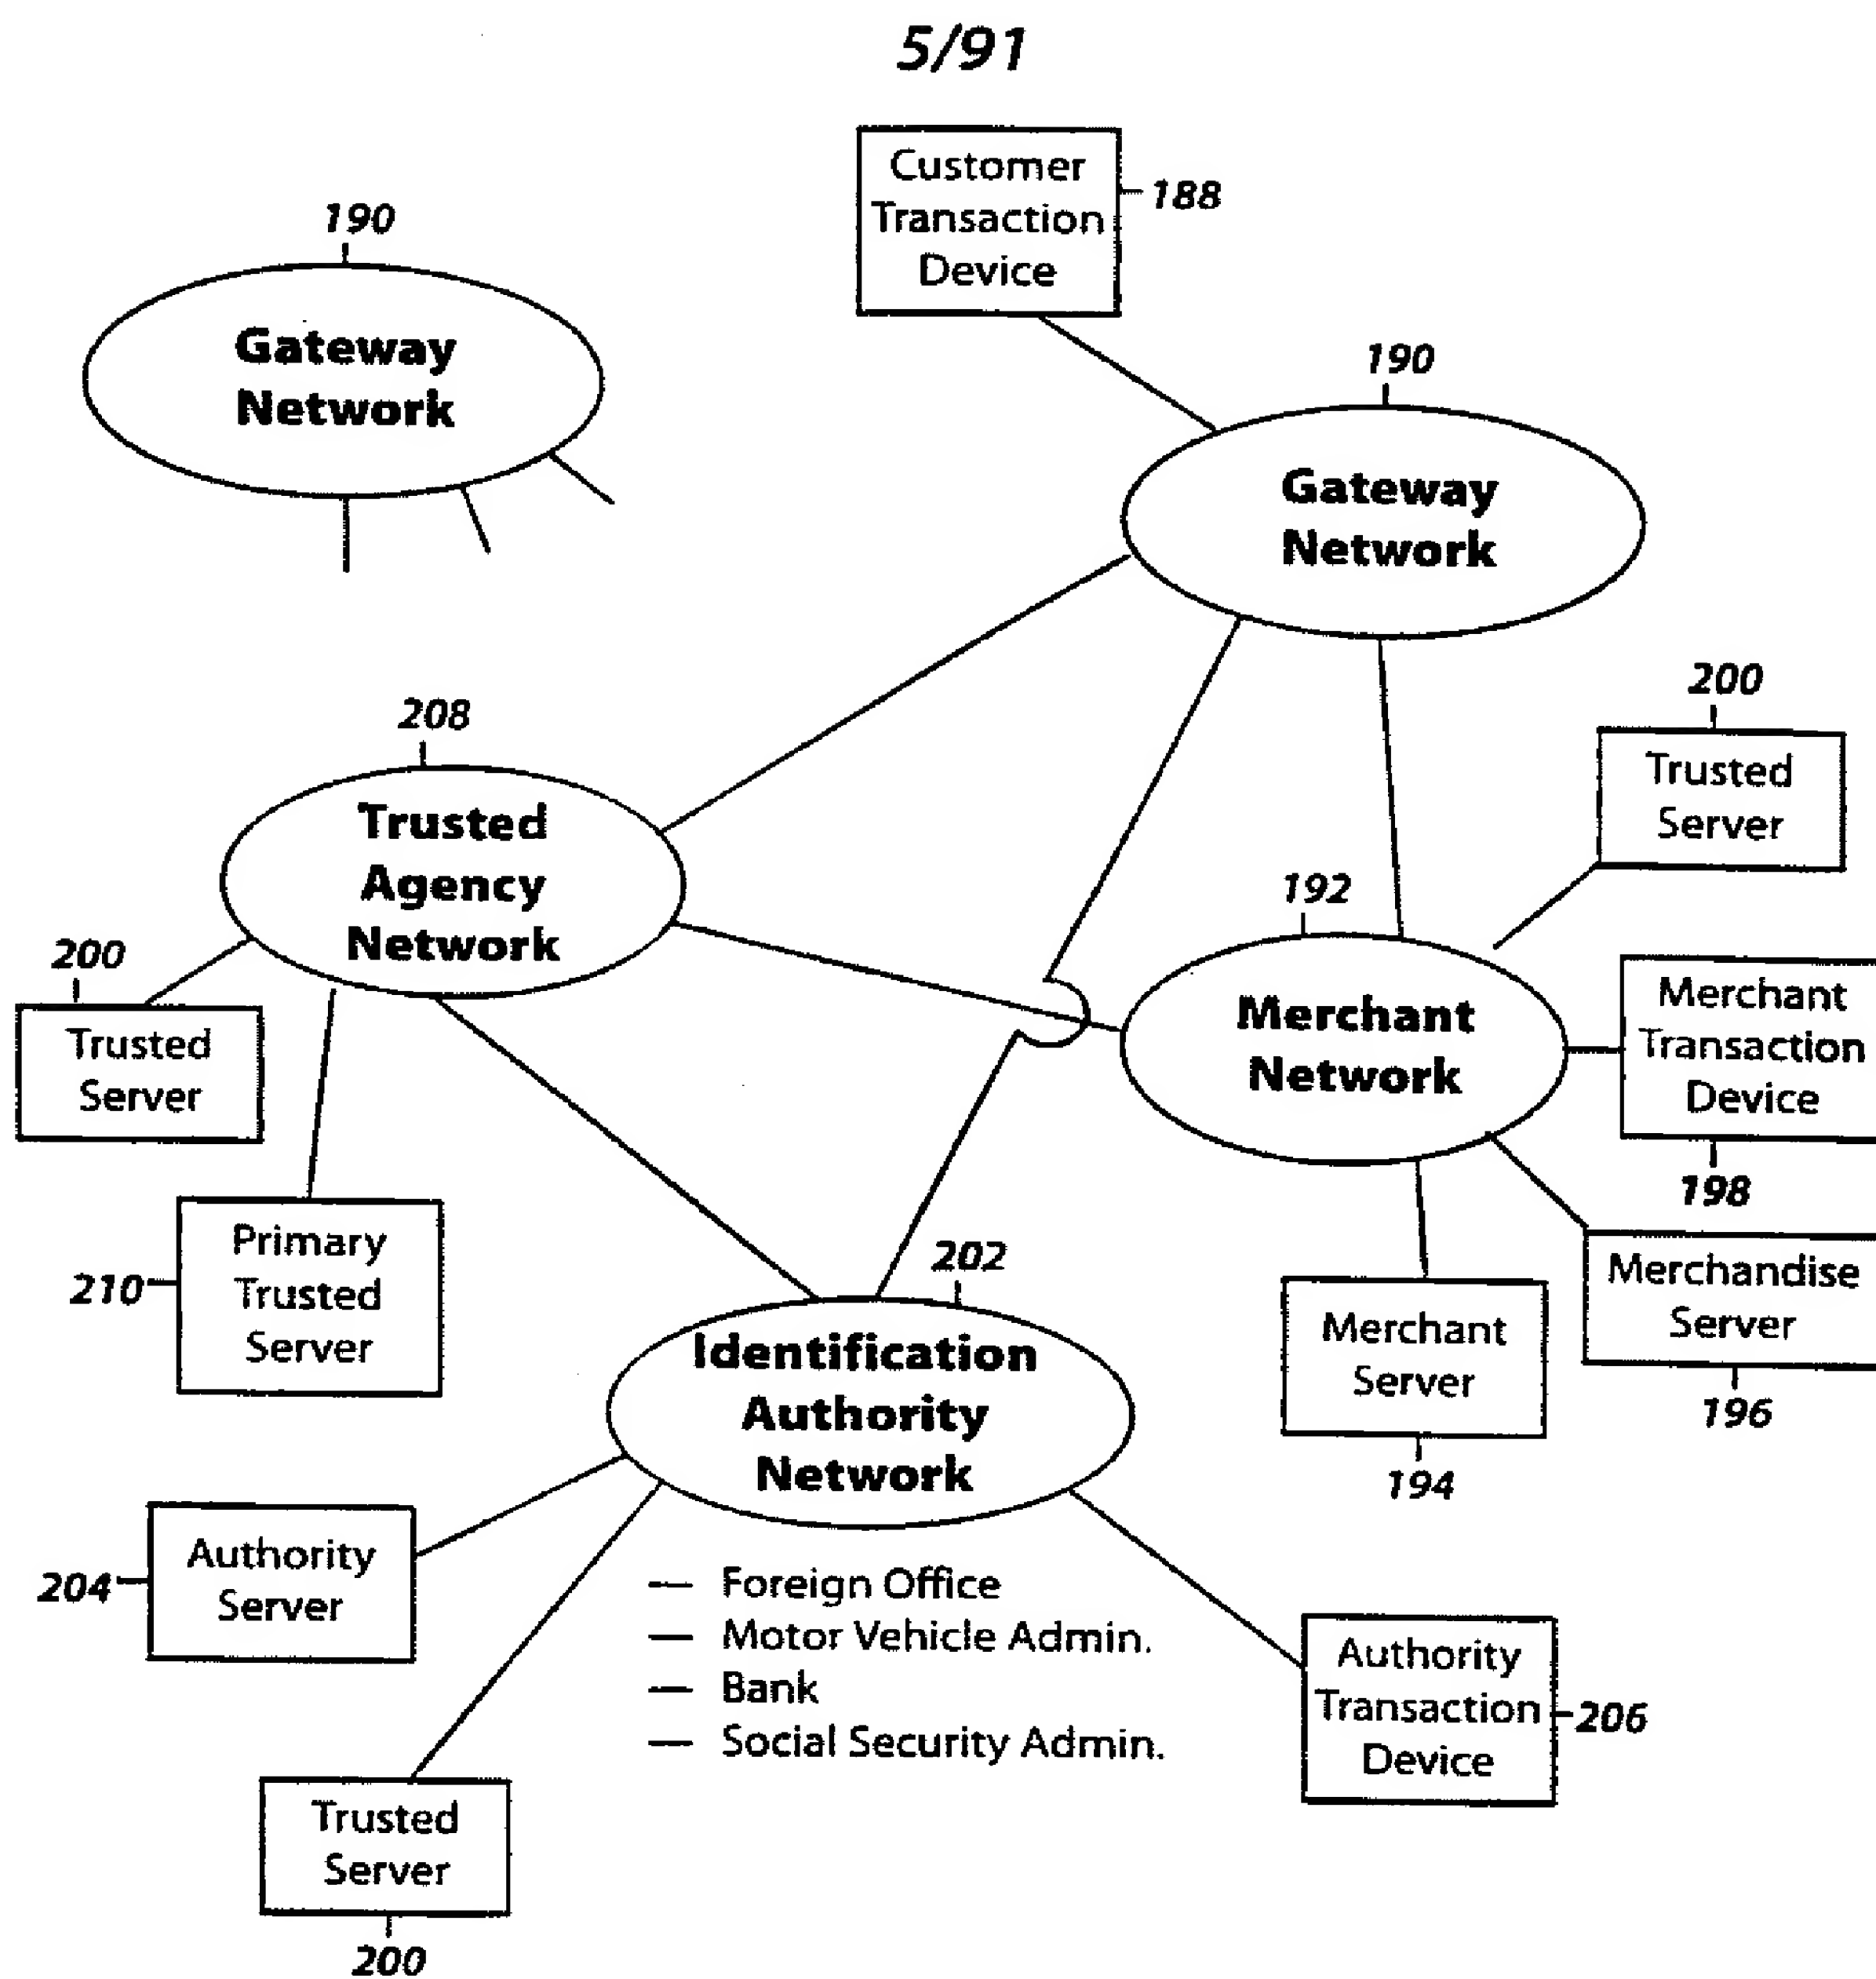 5/91
Customer
Transaction
Device
188
190
Gateway
Network
190
Gateway
Network
208
Trusted
Agency
Network
200
Trusted
Server
192
Merchant
Network
200
Trusted
Server
Merchant
Transaction
Device
198
Primary
Trusted
Server
210
202
Identification
Authority
Network
Merchant
Server
194
Merchandise
Server
196
Authority
Server
204
— Foreign Office
— Motor Vehicle Admin.
— Bank
— Social Security Admin.
Authority
Transaction
Device
206
Trusted
Server
200